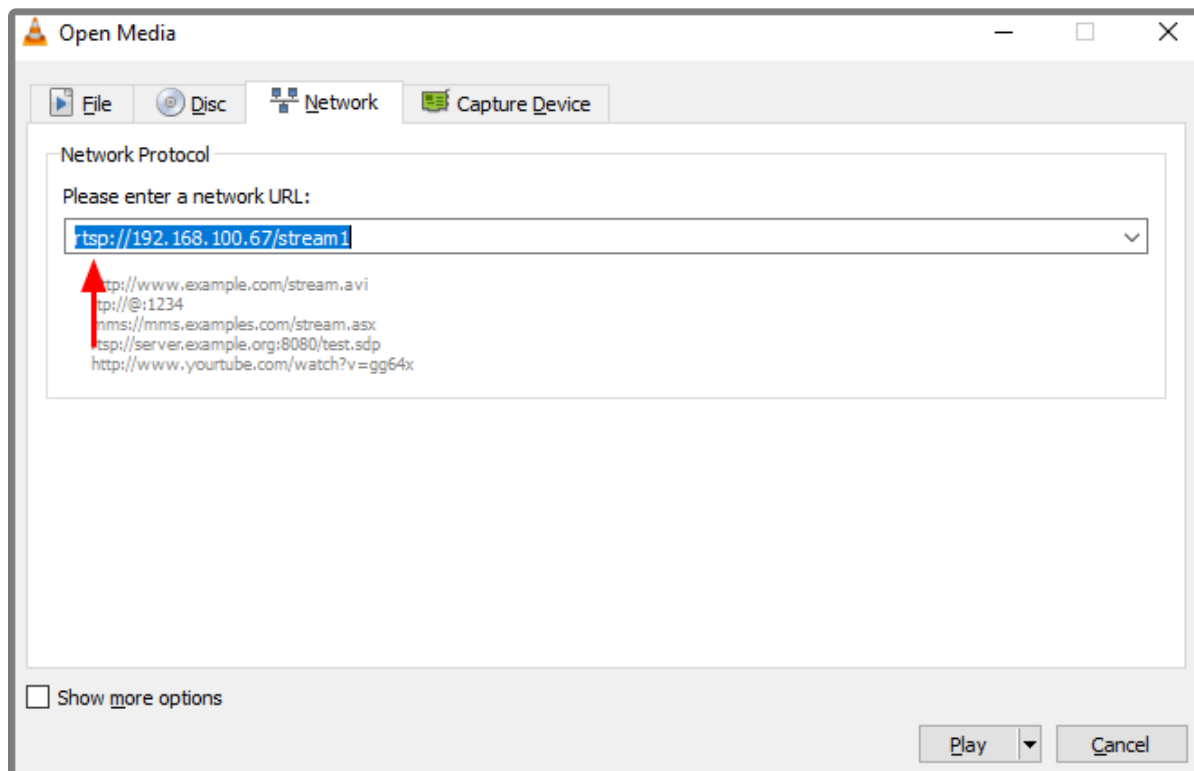 Open Media
File Disc Network Capture Device
Network Protocol
Please enter a network URL:
rtsp://192.168.100.67/stream1
ttp://www.example.com/stream.avi
tp://@:1234
mms://mms.examples.com/stream.asx
tsp://server.example.org:8080/test.sdp
http://www.yourtube.com/watch?v=gg64x
Show more options
Play Cancel